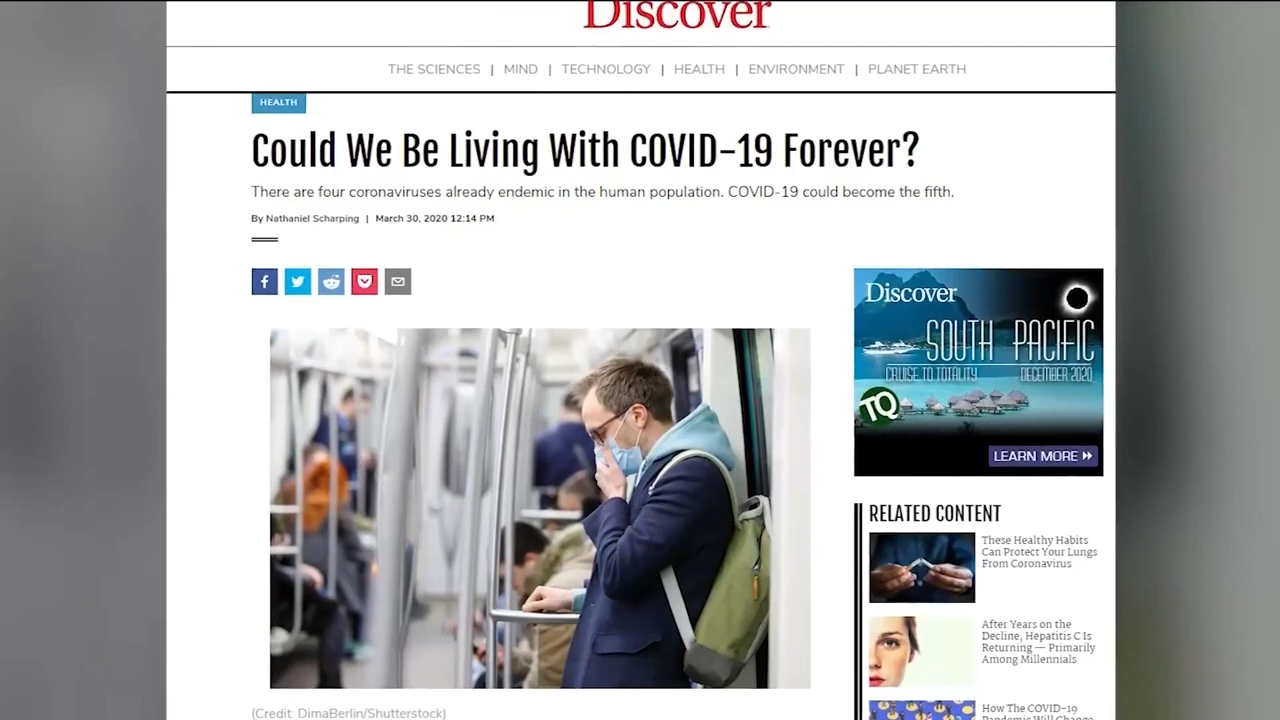 Discover
THE SCIENCES | MIND | TECHNOLOGY | HEALTH | ENVIRONMENT | PLANET EARTH
HEALTH
Could We Be Living With COVID-19 Forever?
There are four coronaviruses already endemic in the human population. COVID-19 could become the fifth.
By Nathaniel Scharping | March 30, 2020 12:14 PM
Discover
SOUTH PACIFIC
CRUISE TO TOTALITY DECEMBER 2020
TQ
LEARN MORE
RELATED CONTENT
These Healthy Habits
Can Protect Your Lungs
From Coronavirus
After Years on the
Decline, Hepatitis C Is
Returning — Primarily
Among Millennials
How The COVID-19
Pandemic Will Change
(Credit: DimaBerlin/Shutterstock)